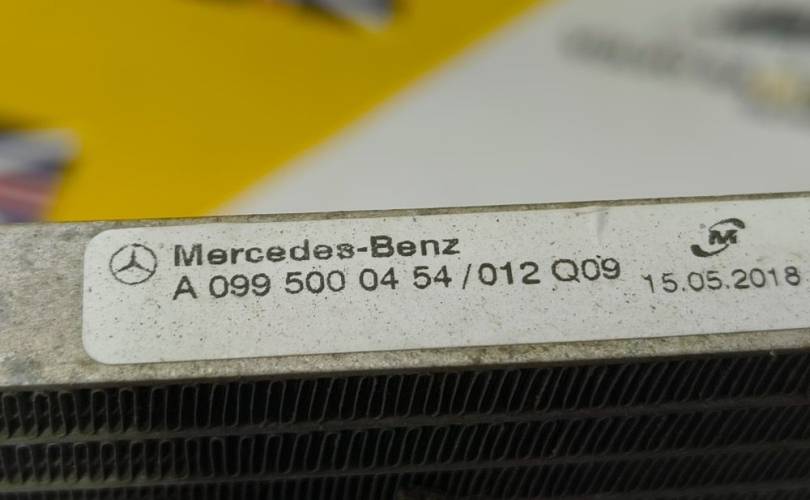 Mercedes-Benz
A 099 500 04 54 / 012 Q09
M
15.05.2018